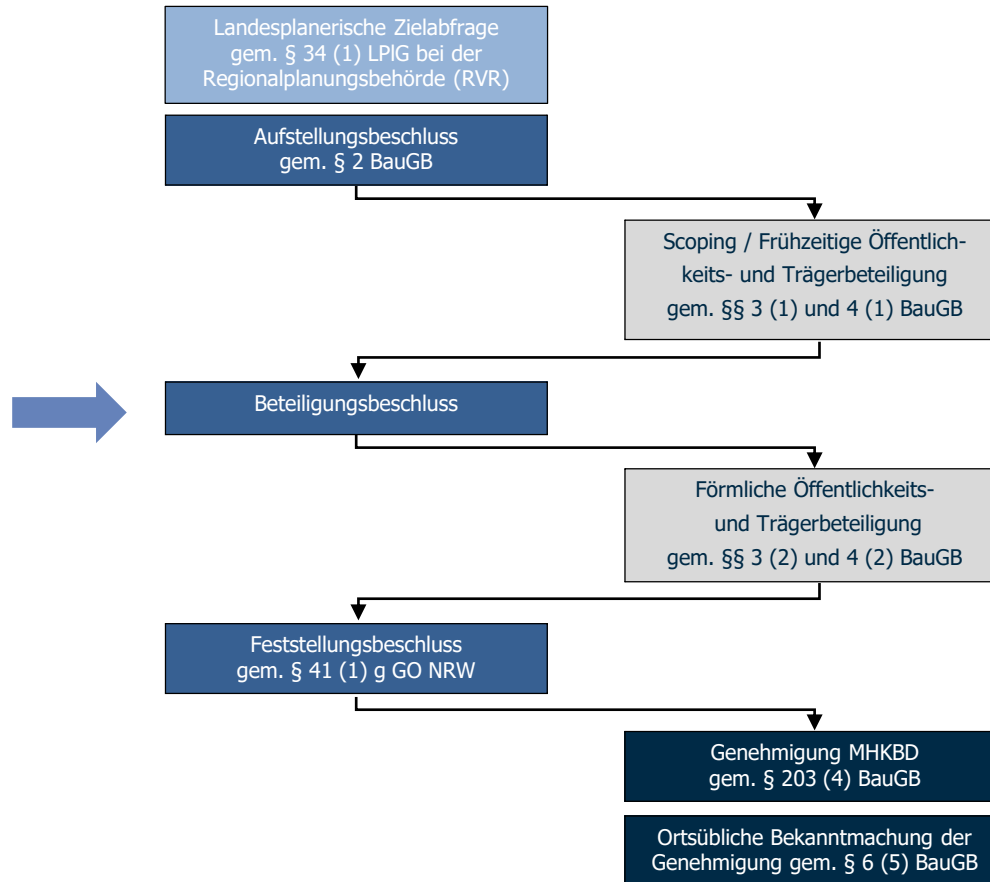 Landesplanerische Zielabfrage
gem. § 34 (1) LPlG bei der
Regionalplanungsbehörde (RVR)
Aufstellungsbeschluss
gem. § 2 BauGB
Scoping / Frühzeitige Öffentlich-
keits- und Trägerbeteiligung
gem. §§ 3 (1) und 4 (1) BauGB
Beteiligungsbeschluss
Förmliche Öffentlichkeits-
und Trägerbeteiligung
gem. §§ 3 (2) und 4 (2) BauGB
Feststellungsbeschluss
gem. § 41 (1) g GO NRW
Genehmigung MHKBD
gem. § 203 (4) BauGB
Ortsübliche Bekanntmachung der
Genehmigung gem. § 6 (5) BauGB